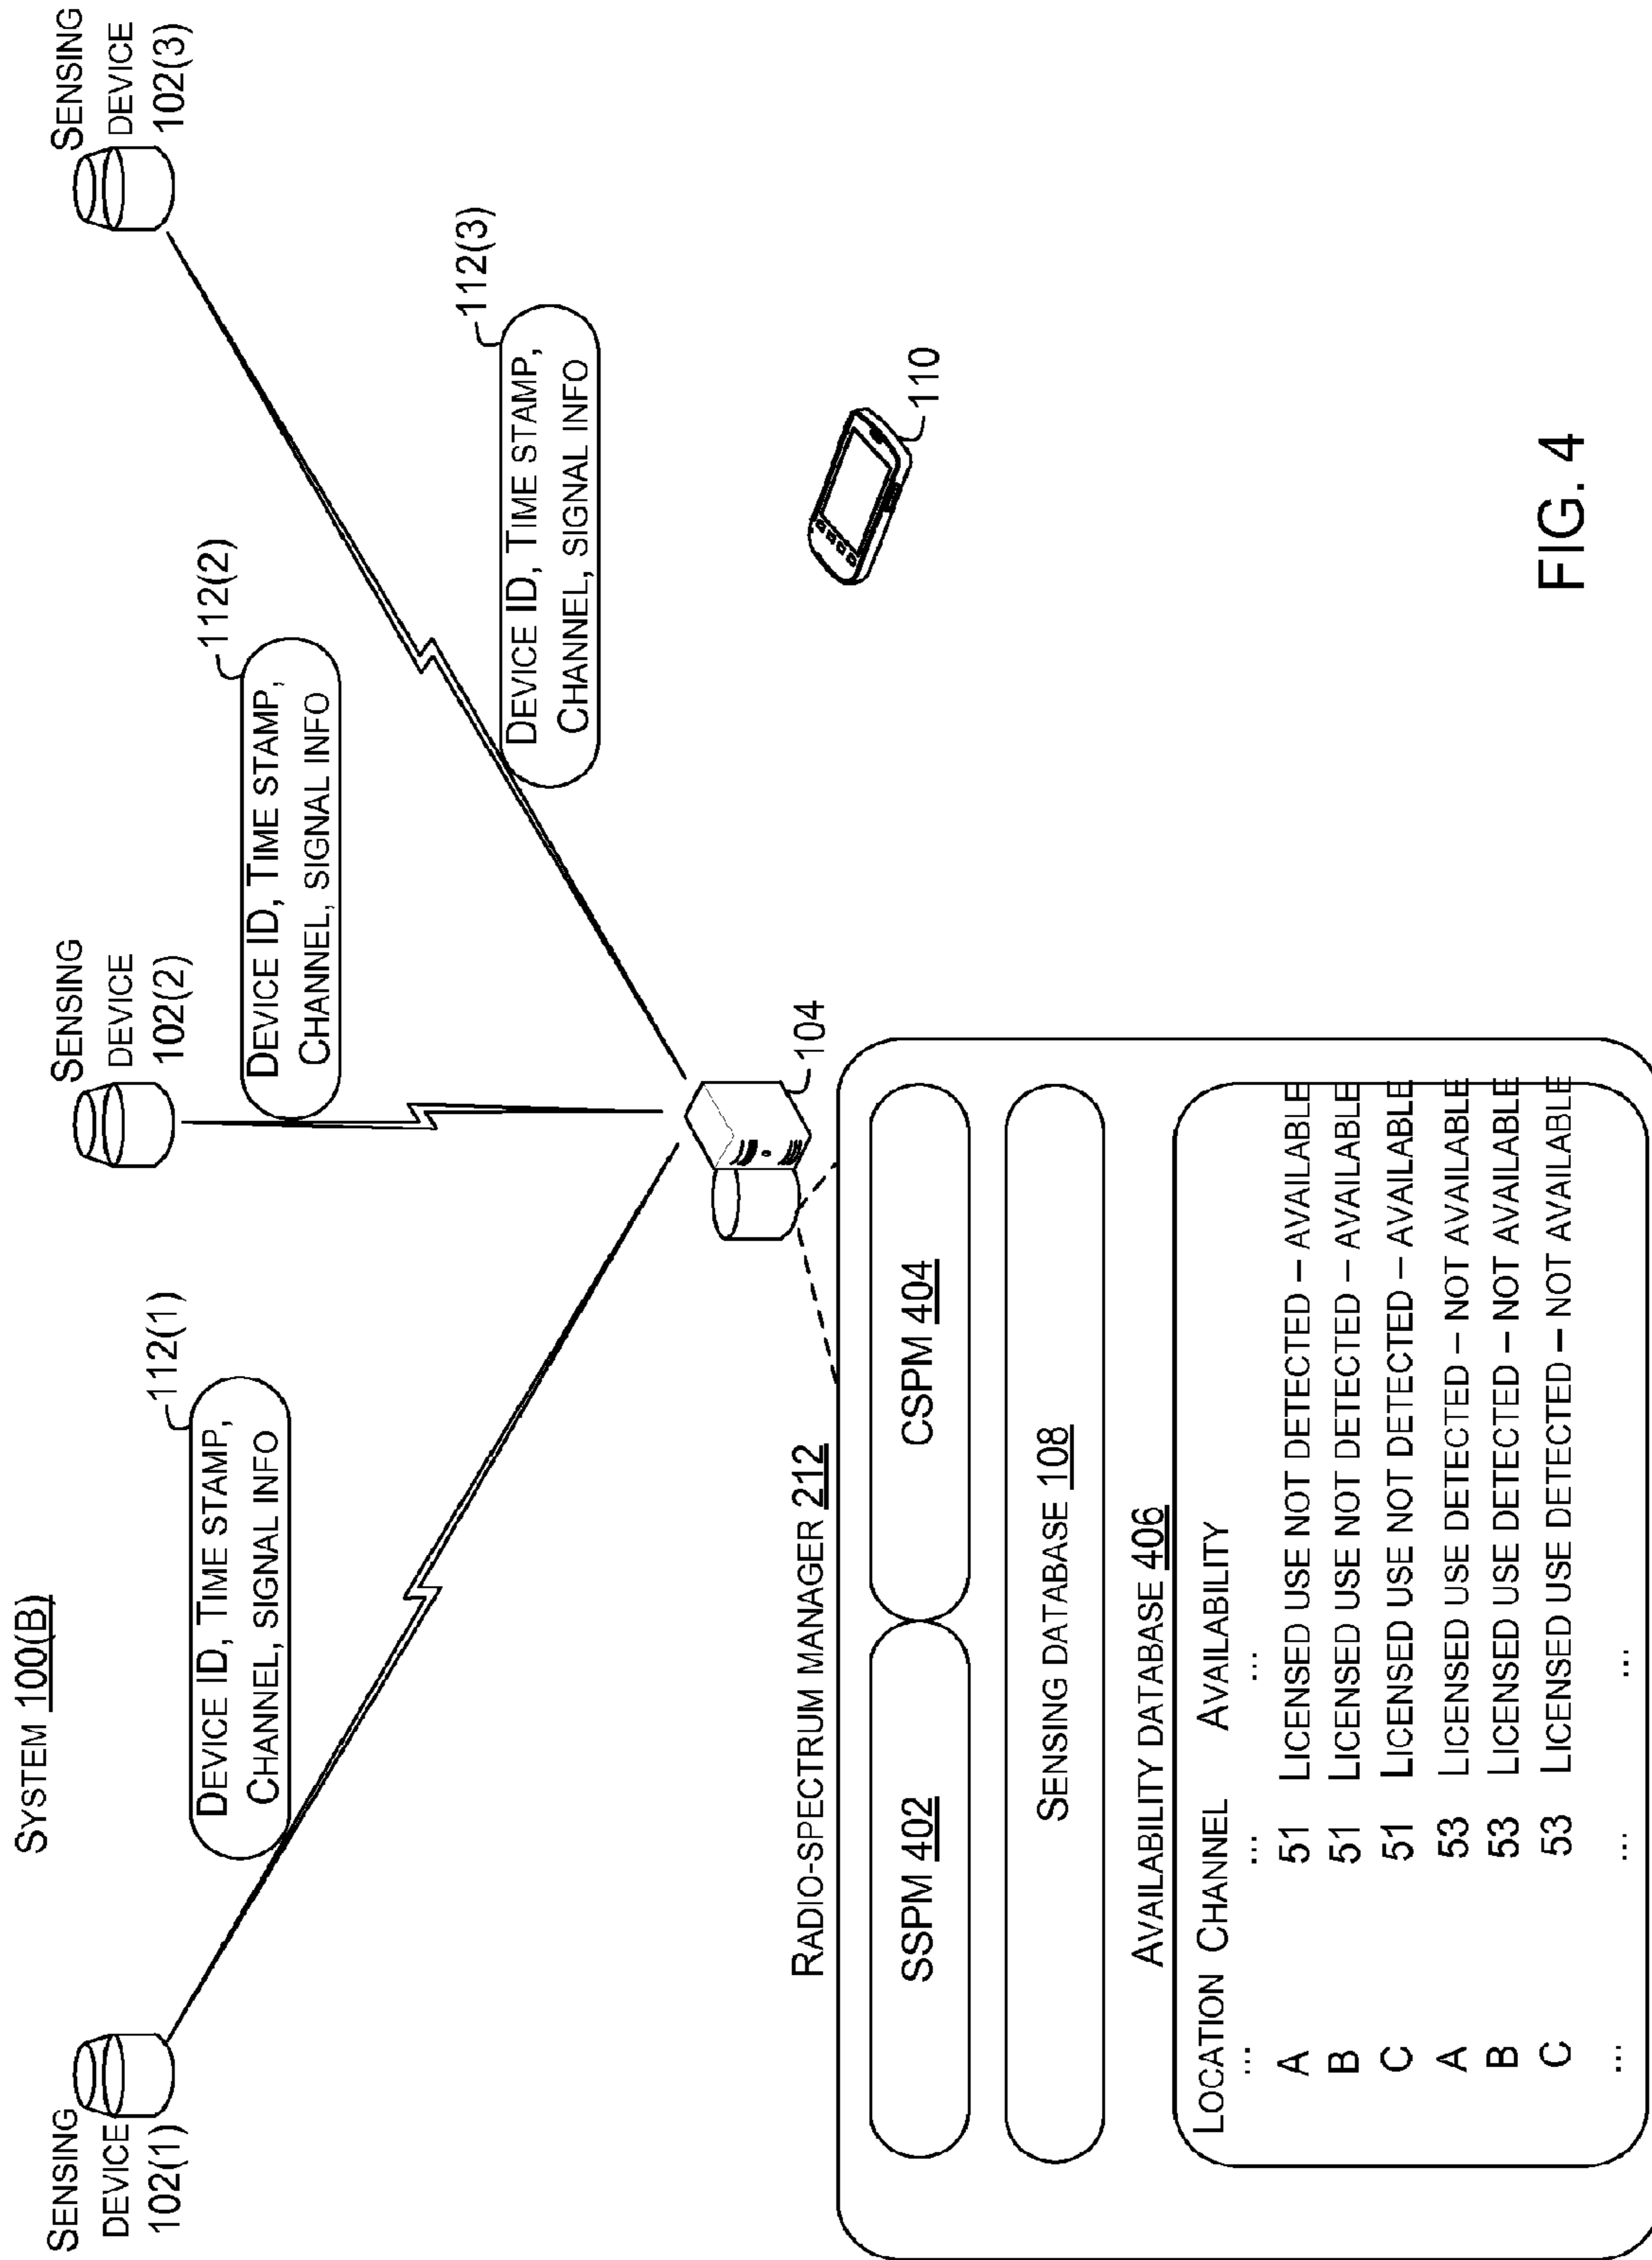 SYSTEM 100(B)
SENSING
DEVICE
102(1)
SENSING
DEVICE
102(2)
SENSING
DEVICE
102(3)
112(1)
DEVICE ID, TIME STAMP,
CHANNEL, SIGNAL INFO
112(2)
DEVICE ID, TIME STAMP,
CHANNEL, SIGNAL INFO
112(3)
DEVICE ID, TIME STAMP,
CHANNEL, SIGNAL INFO
104
110
RADIO-SPECTRUM MANAGER 212
SSPM 402
CSPM 404
SENSING DATABASE 108
AVAILABILITY DATABASE 406
LOCATION CHANNEL AVAILABILITY
... ... ...
A 51 LICENSED USE NOT DETECTED – AVAILABLE
B 51 LICENSED USE NOT DETECTED – AVAILABLE
C 51 LICENSED USE NOT DETECTED – AVAILABLE
A 53 LICENSED USE DETECTED – NOT AVAILABLE
B 53 LICENSED USE DETECTED – NOT AVAILABLE
C 53 LICENSED USE DETECTED – NOT AVAILABLE
... ... ...
FIG. 4